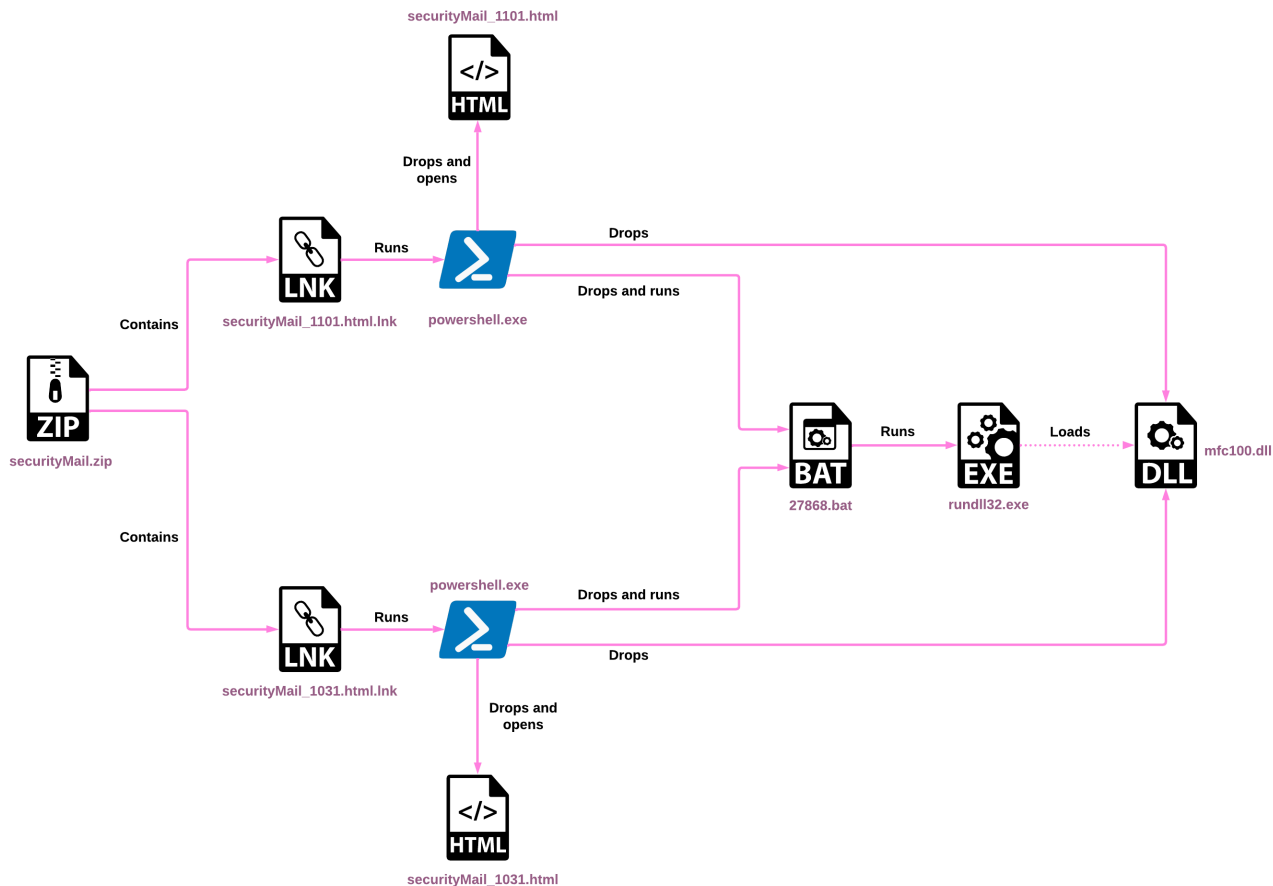 securityMail_1101.html
</>
HTML
Drops and
opens
Drops
LNK
Runs
Drops and runs
securityMail_1101.html.lnk
powershell.exe
Contains
ZIP
securityMail.zip
BAT
27868.bat
Runs
EXE
rundll32.exe
Loads
DLL
mfc100.dll
Contains
LNK
securityMail_1031.html.lnk
Runs
powershell.exe
Drops and runs
Drops
Drops and
opens
</>
HTML
securityMail_1031.html